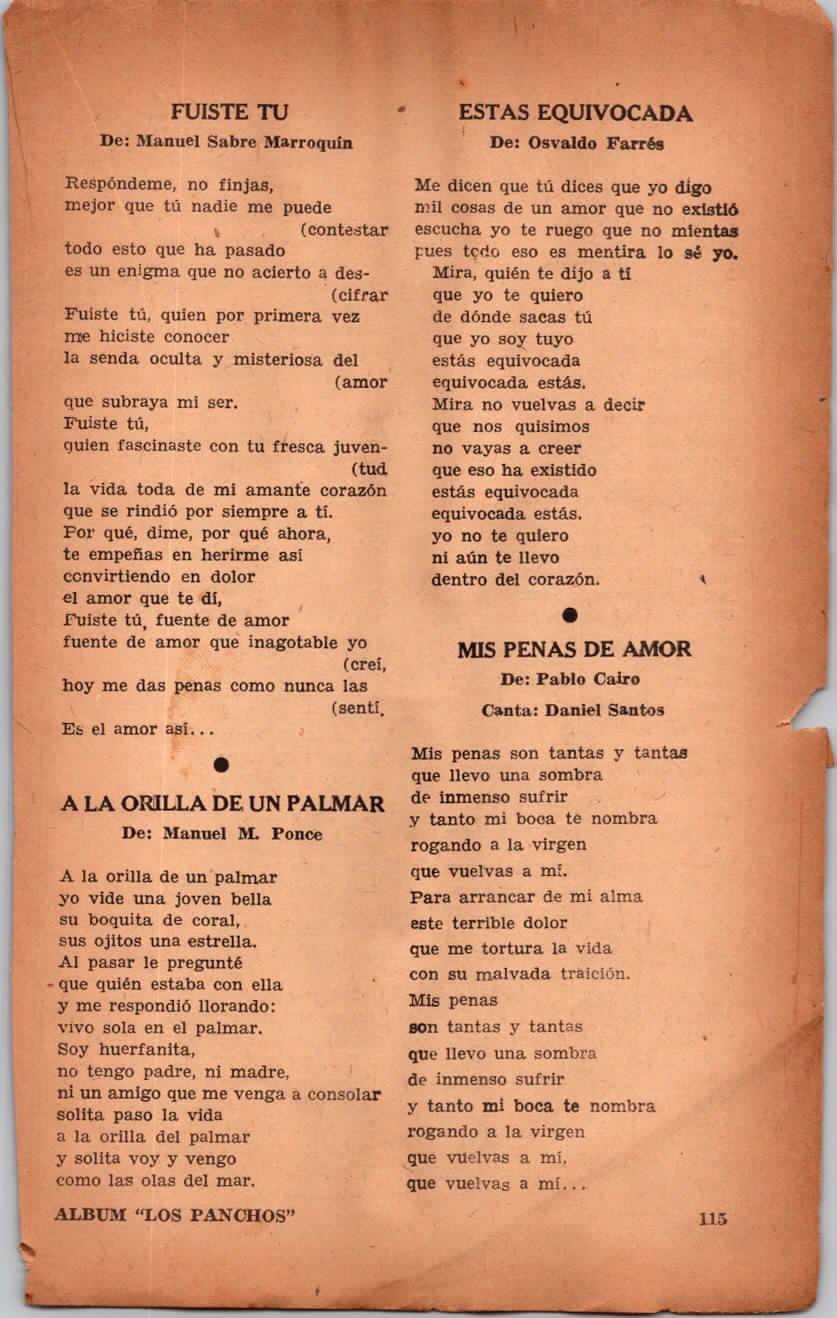 FUISTE TU
De: Manuel Sabre Marroquín
Respóndeme, no finjas,
mejor que tú nadie me puede
(contestar
todo esto que ha pasado
es un enigma que no acierto a des-
(cifrar
Fuiste tú, quien por primera vez
me hiciste conocer
la senda oculta y misteriosa del
(amor
que subraya mi ser.
Fuiste tú,
quien fascinaste con tu fresca juven-
(tud
la vida toda de mi amante corazón
que se rindió por siempre a tí.
Por qué, dime, por qué ahora,
te empeñas en herirme así
convirtiendo en dolor
el amor que te dí,
Fuiste tú, fuente de amor
fuente de amor que inagotable yo
(creí,
hoy me das penas como nunca las
(sentí.
Es el amor así...
A LA ORILLA DE UN PALMAR
De: Manuel M. Ponce
A la orilla de un palmar
yo vide una joven bella
su boquita de coral,
sus ojitos una estrella.
Al pasar le pregunté
que quién estaba con ella
y me respondió llorando:
vivo sola en el palmar.
Soy huerfanita,
no tengo padre, ni madre,
ni un amigo que me venga a consolar
solita paso la vida
a la orilla del palmar
y solita voy y vengo
como las olas del mar.
ESTAS EQUIVOCADA
De: Osvaldo Farrés
Me dicen que tú dices que yo digo
mil cosas de un amor que no existió
escucha yo te ruego que no mientas
pues todo eso es mentira lo sé yo.
Mira, quién te dijo a tí
que yo te quiero
de dónde sacas tú
que yo soy tuyo
estás equivocada
equivocada estás.
Mira no vuelvas a decir
que nos quisimos
no vayas a creer
que eso ha existido
estás equivocada
equivocada estás.
yo no te quiero
ni aún te llevo
dentro del corazón.
MIS PENAS DE AMOR
De: Pablo Cairo
Canta: Daniel Santos
Mis penas son tantas y tantas
que llevo una sombra
de inmenso sufrir
y tanto mi boca te nombra
rogando a la virgen
que vuelvas a mí.
Para arrancar de mi alma
este terrible dolor
que me tortura la vida
con su malvada traición.
Mis penas
son tantas y tantas
que llevo una sombra
de inmenso sufrir
y tanto mi boca te nombra
rogando a la virgen
que vuelvas a mí,
que vuelvas a mí...
ALBUM "LOS PANCHOS"
115